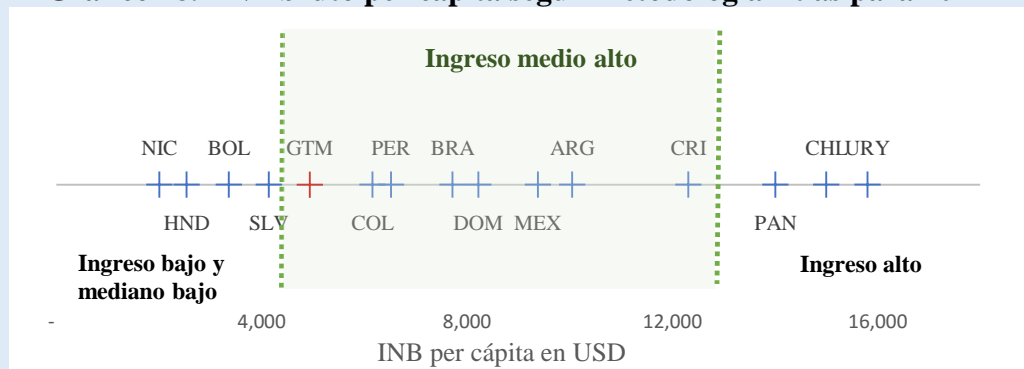 Ingreso medio alto
NIC BOL GTM PER BRA ARG CRI CHL URY
HND SLV COL DOM MEX PAN
Ingreso bajo y
mediano bajo
Ingreso alto
- 4,000 8,000 12,000 16,000
INB per cápita en USD